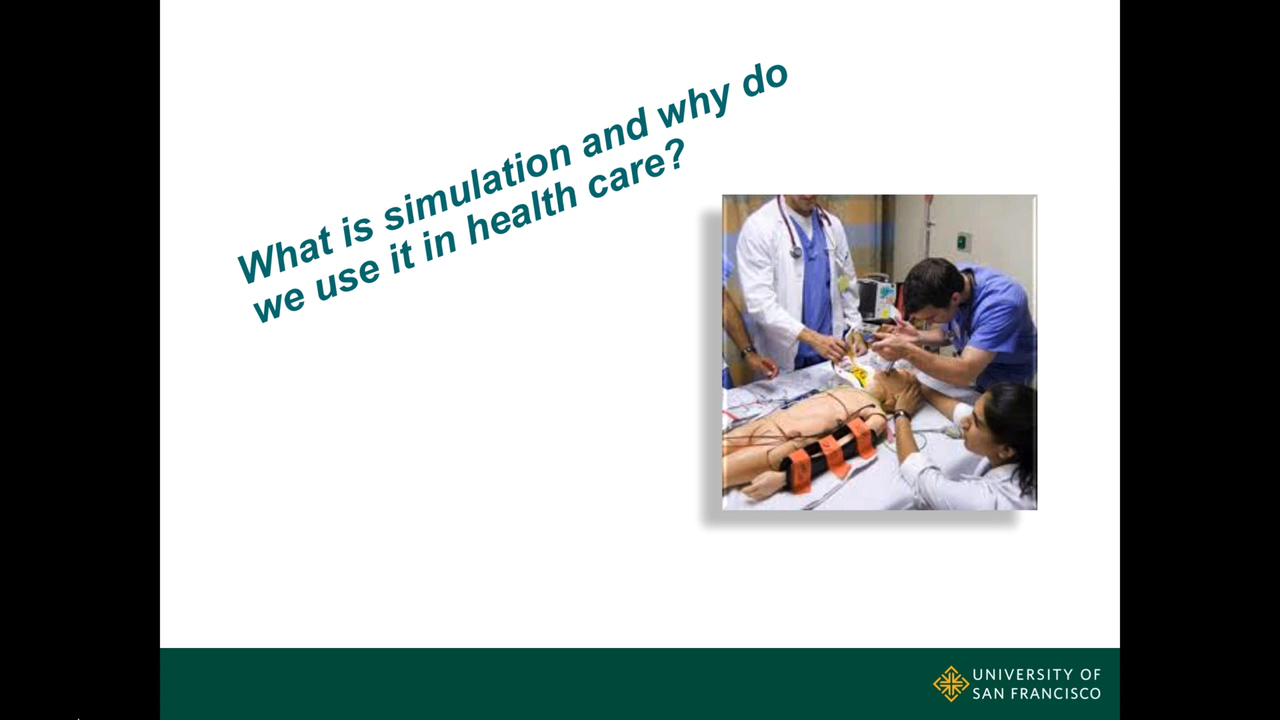 What is simulation and why do
we use it in health care?
UNIVERSITY OF
SAN FRANCISCO